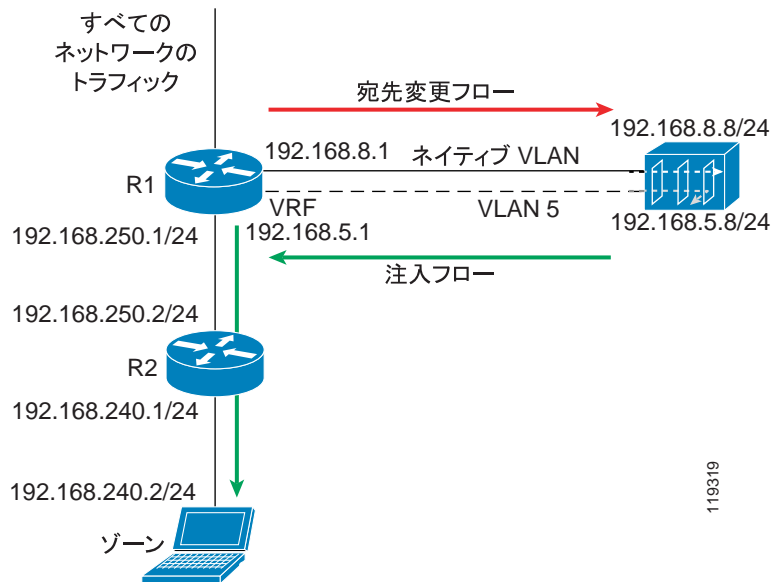 すべての
ネットワークの
トラフィック
宛先変更フロー
192.168.8.8/24
192.168.8.1
ネイティブ VLAN
R1
VRF
VLAN 5
192.168.5.8/24
192.168.250.1/24
192.168.5.1
注入フロー
192.168.250.2/24
R2
192.168.240.1/24
192.168.240.2/24
ゾーン
119319